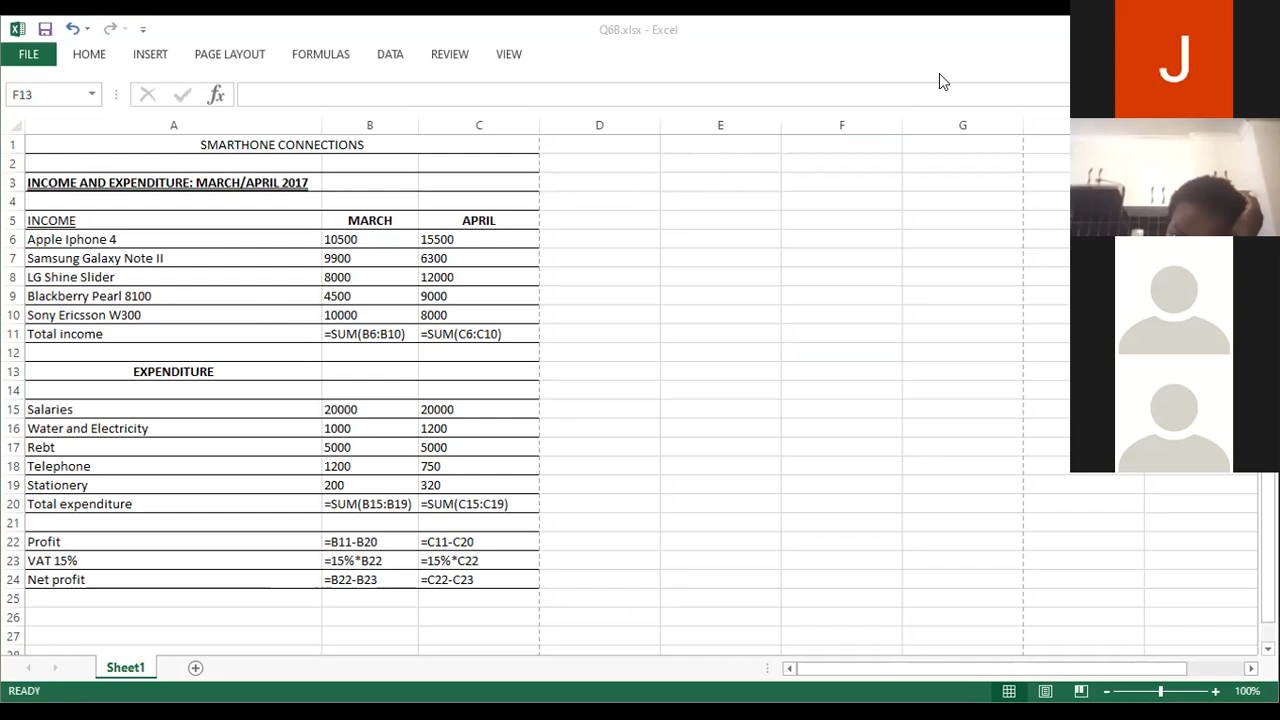 Q6B.xlsx - Excel
FILE HOME INSERT PAGE LAYOUT FORMULAS DATA REVIEW VIEW
J
F13 fx
A B C D E F G
1 SMARTHONE CONNECTIONS
2
3 INCOME AND EXPENDITURE: MARCH/APRIL 2017
4
5 INCOME MARCH APRIL
6 Apple Iphone 4 10500 15500
7 Samsung Galaxy Note II 9900 6300
8 LG Shine Slider 8000 12000
9 Blackberry Pearl 8100 4500 9000
10 Sony Ericsson W300 10000 8000
11 Total income =SUM(B6:B10) =SUM(C6:C10)
12
13 EXPENDITURE
14
15 Salaries 20000 20000
16 Water and Electricity 1000 1200
17 Rebt 5000 5000
18 Telephone 1200 750
19 Stationery 200 320
20 Total expenditure =SUM(B15:B19) =SUM(C15:C19)
21
22 Profit =B11-B20 =C11-C20
23 VAT 15% =15%*B22 =15%*C22
24 Net profit =B22-B23 =C22-C23
25
26
27
28
Sheet1
READY 100%